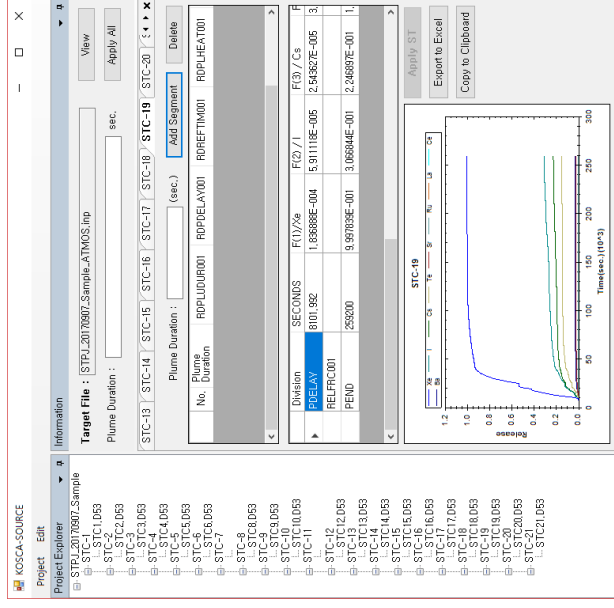 KOSCA-SOURCE
Project Edit
Project Explorer
STPJ_20170907_Sample
STC-1
STC1,D53
STC-2
STC2,D53
STC-3
STC3,D53
STC-4
STC4,D53
STC-5
STC5,D53
STC-6
STC6,D53
STC-7
STC-8
STC8,D53
STC-9
STC9,D53
STC-10
STC10,D53
STC-11
STC-12
STC12,D53
STC-13
STC13,D53
STC-14
STC14,D53
STC-15
STC15,D53
STC-16
STC16,D53
STC-17
STC17,D53
STC-18
STC18,D53
STC-19
STC19,D53
STC-20
STC20,D53
STC-21
STC21,D53
Information
Target File : STPJ_20170907_Sample_ATMOS.inp View
Plume Duration : sec. Apply All
STC-13 STC-14 STC-15 STC-16 STC-17 STC-18 STC-19 STC-20
Plume Duration : (sec.) Add Segment Delete
No. Plume Duration RDPLUDUR001 RDPDELAY001 RDREFTIM001 RDPLHEAT001
Division SECONDS F(1)/Xe F(2) / I F(3) / Cs F
PDELAY 8101,992 1,836888E-004 5,911118E-005 2,543627E-005 3,
RELFRC001
PEND 259200 9,997839E-001 3,066844E-001 2,246897E-001 1,
Apply ST
Export to Excel
Copy to Clipboard
STC-19
Xe I Cs Te Sr Ru La Ce
Ba
Release
1.2
1.0
0.8
0.6
0.4
0.2
0.0
0 50 100 150 200 250 300
Time(sec.)(10^3)